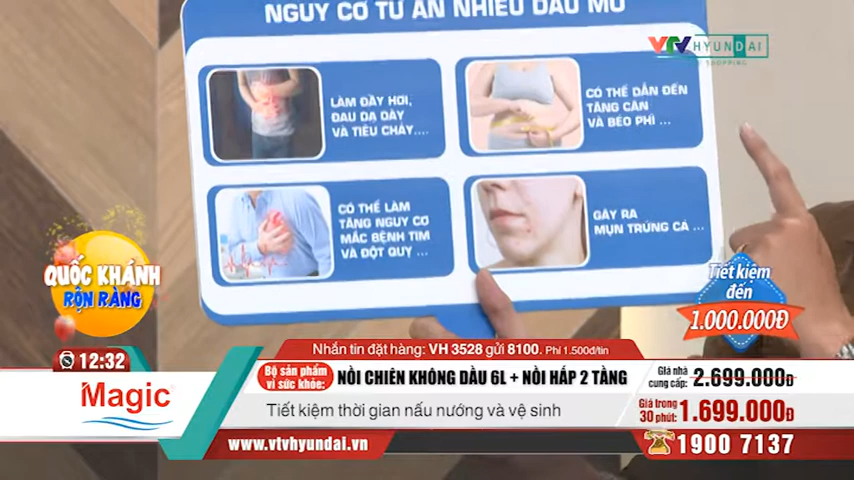 NGUY CƠ TỪ ĂN NHIỀU DẦU MỠ
VTV HYUNDAI
SHOPPING
LÀM ĐẦY HƠI,
ĐAU DẠ DÀY
VÀ TIÊU CHẢY....
CÓ THỂ DẪN ĐẾN
TĂNG CÂN
VÀ BÉO PHÌ ...
CÓ THỂ LÀM
TĂNG NGUY CƠ
MẮC BỆNH TIM
VÀ ĐỘT QUỴ ...
GÂY RA
MỤN TRỨNG CÁ ...
QUỐC KHÁNH
RỘN RÀNG
Tiết kiệm
đến
1.000.000Đ
12:32
Magic
Nhắn tin đặt hàng: VH 3528 gửi 8100. Phí 1.500đ/tin
Bộ sản phẩm
vì sức khỏe:
NỒI CHIÊN KHÔNG DẦU 6L + NỒI HẤP 2 TẦNG
Tiết kiệm thời gian nấu nướng và vệ sinh
Giá nhà
cung cấp:
2.699.000Đ
Giá trong
30 phút:
1.699.000Đ
www.vtvhyundai.vn
1900 7137